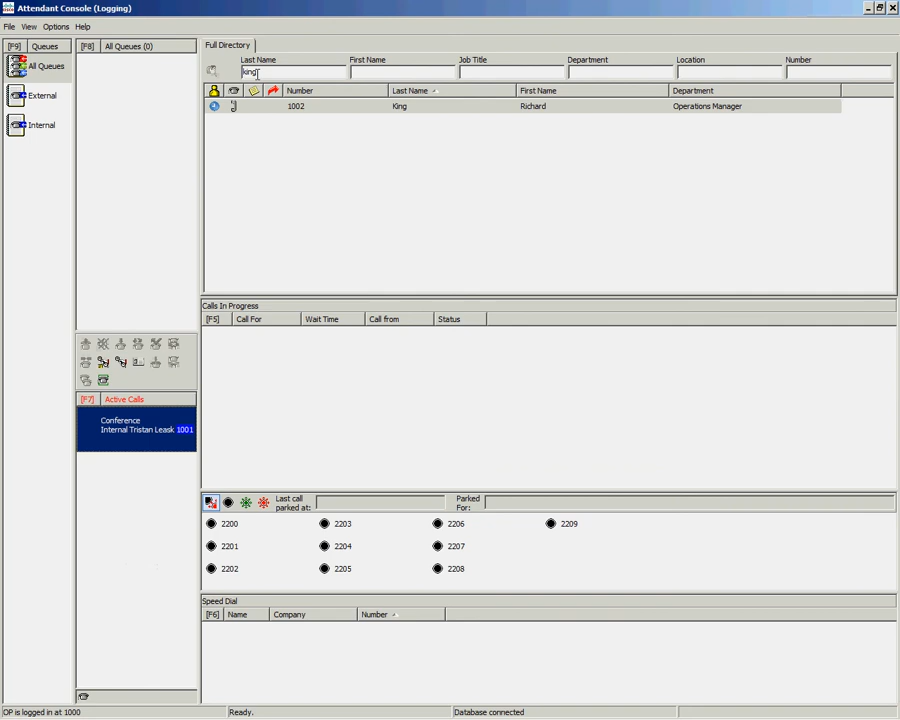 Attendant Console (Logging)
File View Options Help
[F9] Queues
All Queues
External
Internal
[F8] All Queues (0)
Full Directory
Last Name First Name Job Title Department Location Number
king
Number Last Name First Name Department
1002 King Richard Operations Manager
Calls In Progress
[F5] Call For Wait Time Call from Status
[F7] Active Calls
Conference
Internal Tristan Leask 1001
Last call parked at: Parked For:
2200 2203 2206 2209
2201 2204 2207
2202 2205 2208
Speed Dial
[F6] Name Company Number
OP is logged in at 1000 Ready. Database connected